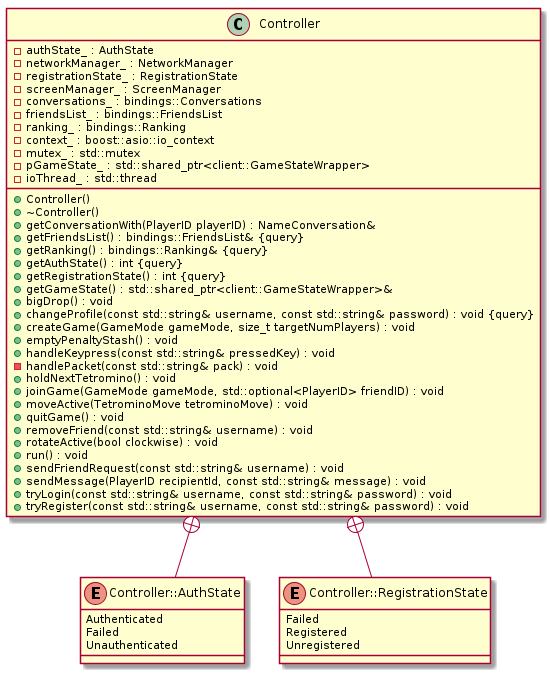 C Controller
authState_ : AuthState
networkManager_ : NetworkManager
registrationState_ : RegistrationState
screenManager_ : ScreenManager
conversations_ : bindings::Conversations
friendsList_ : bindings::FriendsList
ranking_ : bindings::Ranking
context_ : boost::asio::io_context
mutex_ : std::mutex
pGameState_ : std::shared_ptr<client::GameStateWrapper>
ioThread_ : std::thread
Controller()
~Controller()
getConversationWith(PlayerID playerID) : NameConversation&
getFriendsList() : bindings::FriendsList& {query}
getRanking() : bindings::Ranking& {query}
getAuthState() : int {query}
getRegistrationState() : int {query}
getGameState() : std::shared_ptr<client::GameStateWrapper>&
bigDrop() : void
changeProfile(const std::string& username, const std::string& password) : void {query}
createGame(GameMode gameMode, size_t targetNumPlayers) : void
emptyPenaltyStash() : void
handleKeypress(const std::string& pressedKey) : void
handlePacket(const std::string& pack) : void
holdNextTetromino() : void
joinGame(GameMode gameMode, std::optional<PlayerID> friendID) : void
moveActive(TetrominoMove tetrominoMove) : void
quitGame() : void
removeFriend(const std::string& username) : void
rotateActive(bool clockwise) : void
run() : void
sendFriendRequest(const std::string& username) : void
sendMessage(PlayerID recipientId, const std::string& message) : void
tryLogin(const std::string& username, const std::string& password) : void
tryRegister(const std::string& username, const std::string& password) : void
E Controller::AuthState
Authenticated
Failed
Unauthenticated
E Controller::RegistrationState
Failed
Registered
Unregistered